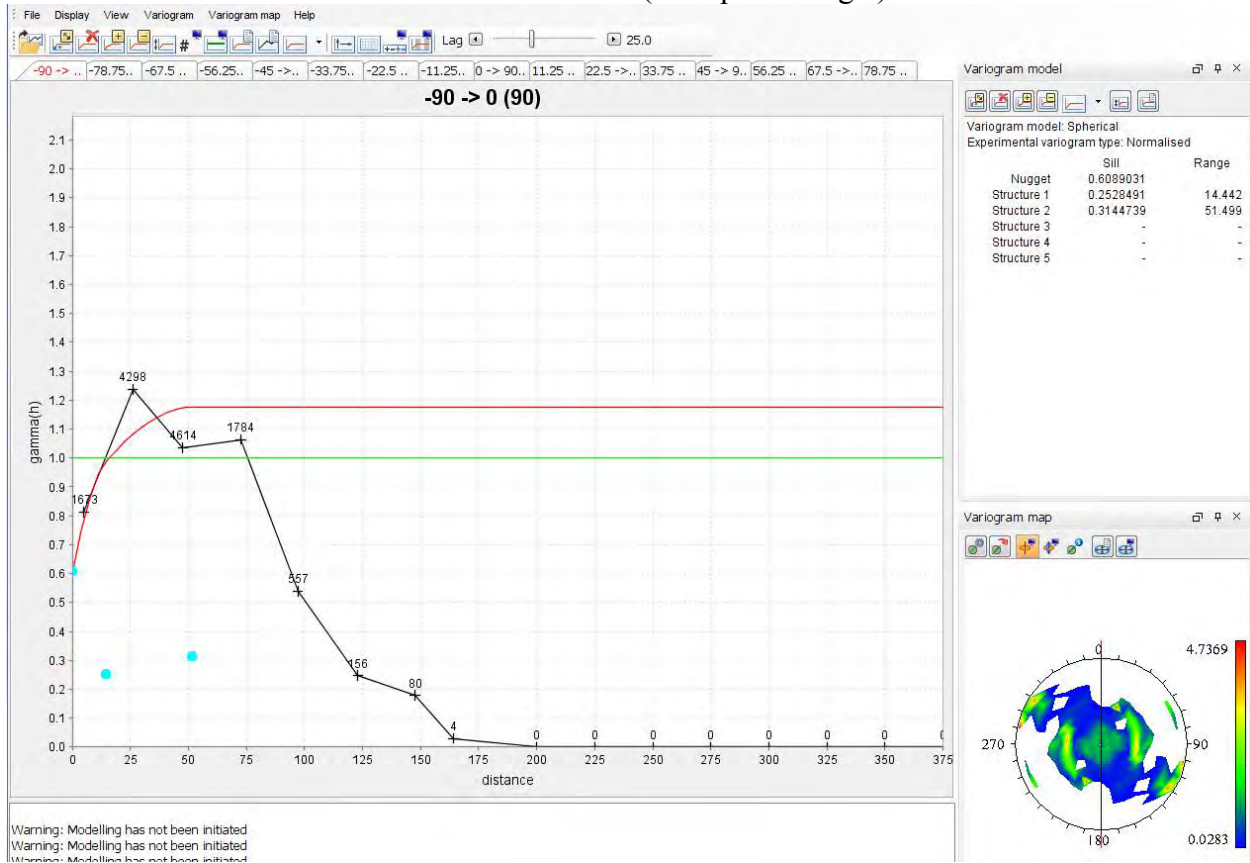 File Display View Variogram Variogram map Help
# Lag 25.0
-90 -> .. -78.75.. -67.5 .. -56.25.. -45 ->.. -33.75.. -22.5 .. -11.25.. 0 -> 90.. 11.25 .. 22.5 ->.. 33.75 .. 45 -> 9.. 56.25 .. 67.5 ->.. 78.75 ..
-90 -> 0 (90)
2.1
2.0
1.9
1.8
1.7
1.6
1.5
1.4
1.3
1.2
1.1
1.0
0.9
0.8
0.7
0.6
0.5
0.4
0.3
0.2
0.1
0.0
gamma(h)
1673
4298
4614
1784
557
156
80
4
0 0 0 0 0 0 0
0 25 50 75 100 125 150 175 200 225 250 275 300 325 350 375
distance
Warning: Modelling has not been initiated
Warning: Modelling has not been initiated
Warning: Modelling has not been initiated
Variogram model
Variogram model: Spherical
Experimental variogram type: Normalised
Sill Range
Nugget 0.6089031
Structure 1 0.2528491 14.442
Structure 2 0.3144739 51.499
Structure 3 - -
Structure 4 - -
Structure 5 - -
Variogram map
0
4.7369
270
90
180
0.0283